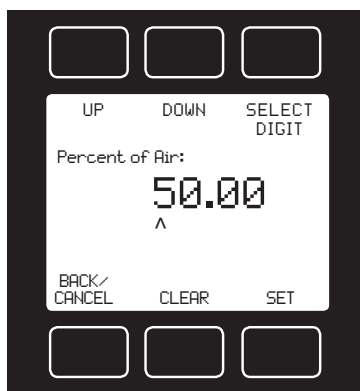 UP DOWN SELECT
DIGIT
Percent of Air:
50.00
^
BACK/
CANCEL CLEAR SET